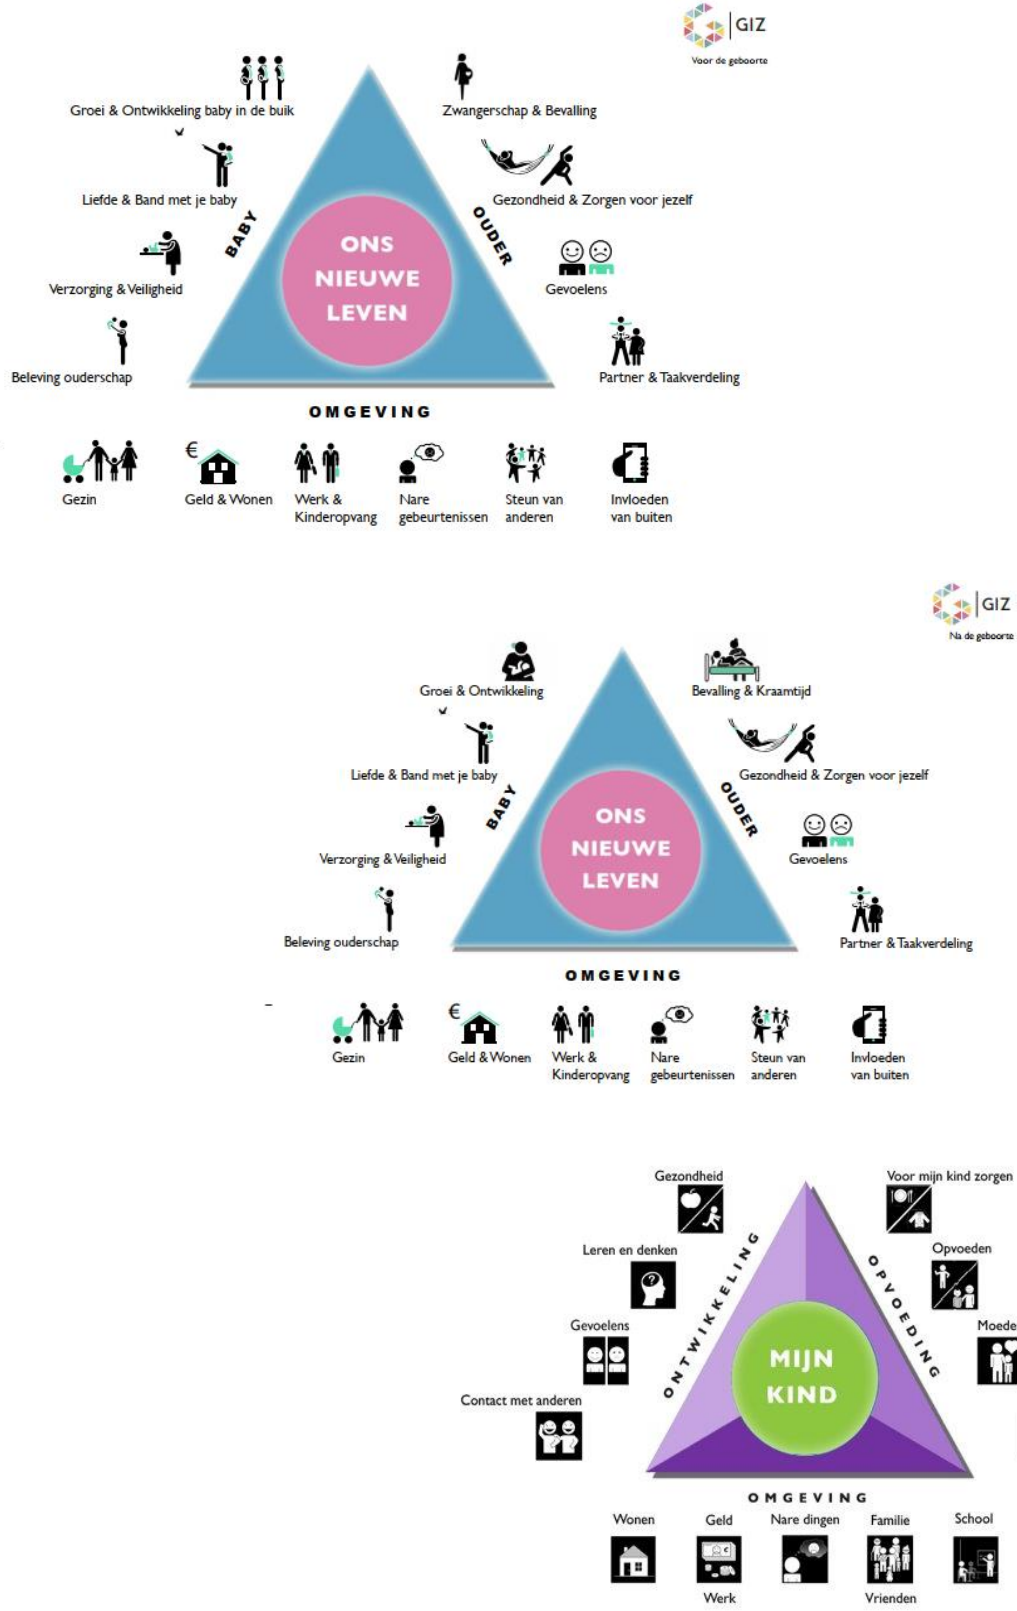 GIZ
Voor de geboorte
Groei & Ontwikkeling baby in de buik
Zwangerschap & Bevalling
Liefde & Band met je baby
Gezondheid & Zorgen voor jezelf
BABY
OUDER
ONS
NIEUWE
LEVEN
Verzorging & Veiligheid
Gevoelens
Beleving ouderschap
Partner & Taakverdeling
OMGEVING
€
Gezin
Geld & Wonen
Werk &
Kinderopvang
Nare
gebeurtenissen
Steun van
anderen
Invloeden
van buiten
GIZ
Na de geboorte
Groei & Ontwikkeling
Bevalling & Kraamtijd
Liefde & Band met je baby
Gezondheid & Zorgen voor jezelf
BABY
OUDER
ONS
NIEUWE
LEVEN
Verzorging & Veiligheid
Gevoelens
Beleving ouderschap
Partner & Taakverdeling
OMGEVING
€
Gezin
Geld & Wonen
Werk &
Kinderopvang
Nare
gebeurtenissen
Steun van
anderen
Invloeden
van buiten
Gezondheid
Voor mijn kind zorgen
Leren en denken
?
Opvoeden
ONTWIKKELING
OPVOEDING
Gevoelens
Moede
MIJN
KIND
Contact met anderen
OMGEVING
Wonen
Geld
Nare dingen
Familie
School
€
Werk
Vrienden